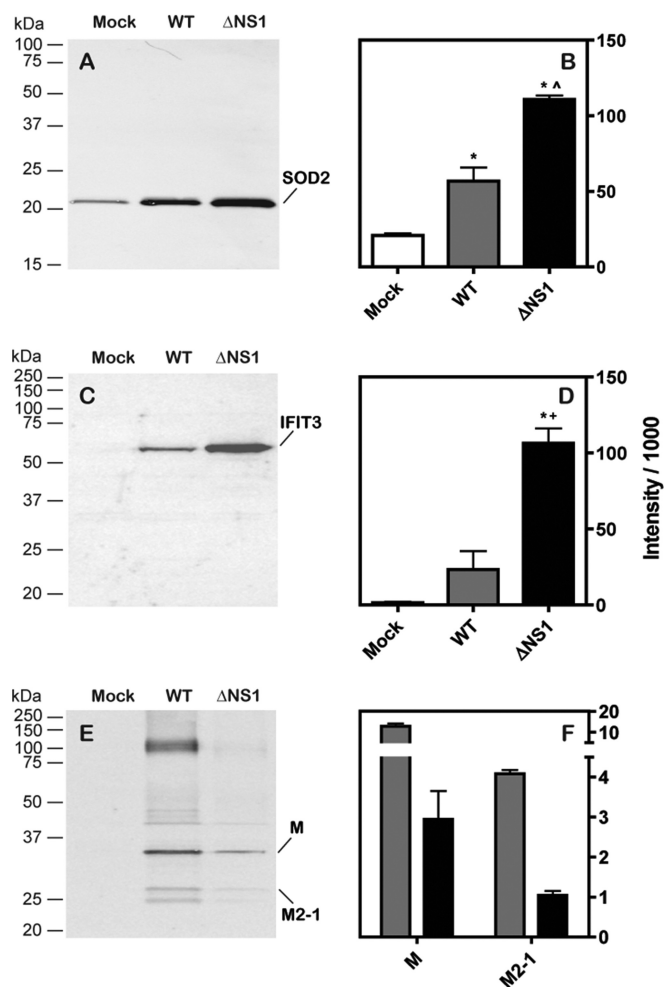 kDa Mock WT ΔNS1
100
75
50
37
25
20
15
A
SOD2
B
* * ^
150
100
50
0
Mock WT ΔNS1
kDa Mock WT ΔNS1
250
150
100
75
50
37
25
20
C
IFIT3
D
*+
150
100
50
0
Mock WT ΔNS1
Intensity / 1000
kDa Mock WT ΔNS1
250
150
100
75
50
37
25
20
E
M
M2-1
F
20
10
4
3
2
1
0
M M2-1